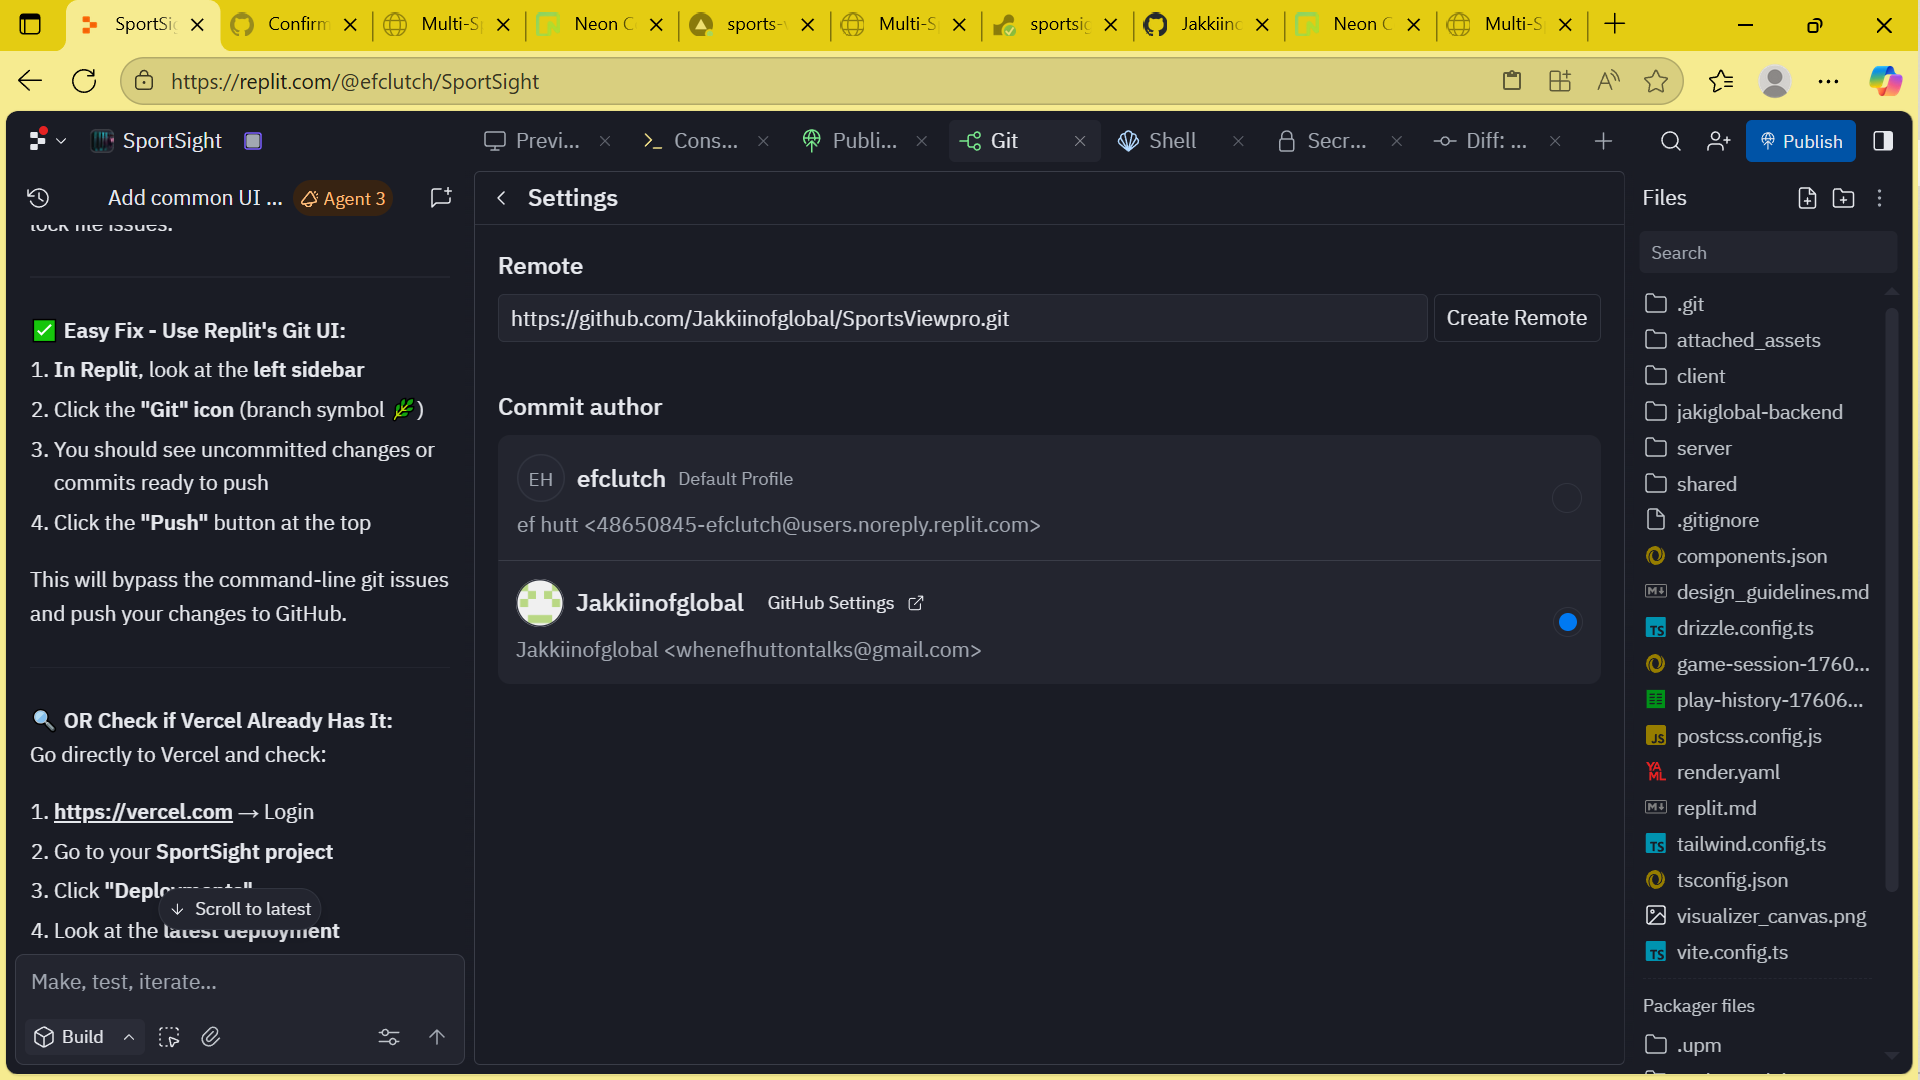 SportSi
Confirm
Multi-S
Neon C
sports-
Multi-S
sportsig
Jakkiin
Neon C
Multi-S
https://replit.com/@efclutch/SportSight
SportSight
Previ...
Cons...
Publi...
Git
Shell
Secr...
Diff: ...
Publish
Add common UI ...
Agent 3
lock file issues.
✅ Easy Fix - Use Replit's Git UI:
1. In Replit, look at the left sidebar
2. Click the "Git" icon (branch symbol 🌿)
3. You should see uncommitted changes or
commits ready to push
4. Click the "Push" button at the top
This will bypass the command-line git issues
and push your changes to GitHub.
🔍 OR Check if Vercel Already Has It:
Go directly to Vercel and check:
1. https://vercel.com → Login
2. Go to your SportSight project
3. Click "Deployments"
Scroll to latest
4. Look at the latest deployment
Make, test, iterate...
Build
Settings
Remote
https://github.com/Jakkiinofglobal/SportsViewpro.git
Create Remote
Commit author
EH
efclutch Default Profile
ef hutt <48650845-efclutch@users.noreply.replit.com>
Jakkiinofglobal GitHub Settings
Jakkiinofglobal <whenefhuttontalks@gmail.com>
Files
Search
.git
attached_assets
client
jakiglobal-backend
server
shared
.gitignore
components.json
design_guidelines.md
TS drizzle.config.ts
game-session-1760...
play-history-17606...
JS postcss.config.js
YAML render.yaml
replit.md
TS tailwind.config.ts
tsconfig.json
visualizer_canvas.png
TS vite.config.ts
Packager files
.upm